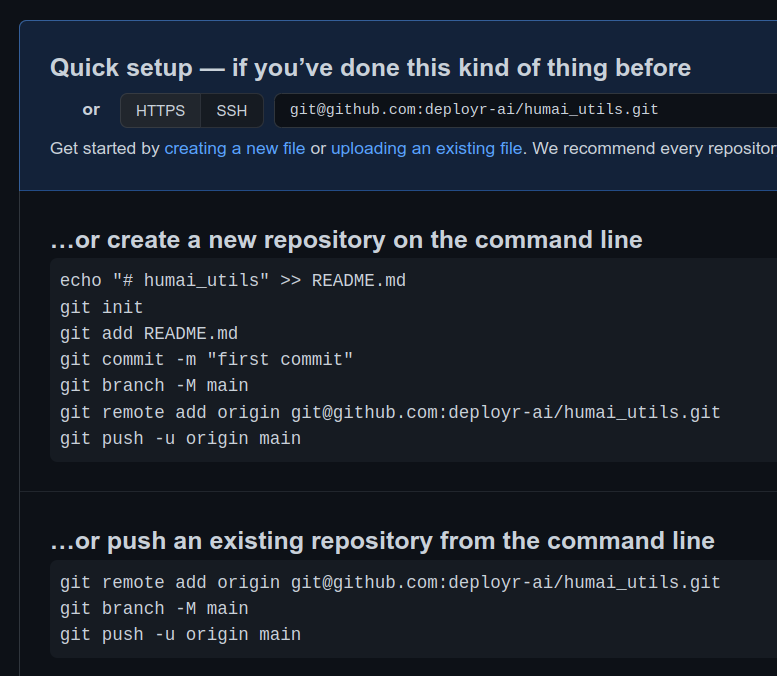 Quick setup — if you’ve done this kind of thing before
or HTTPS SSH git@github.com:deployr-ai/humai_utils.git
Get started by creating a new file or uploading an existing file. We recommend every
…or create a new repository on the command line
echo "# humai_utils" >> README.md
git init
git add README.md
git commit -m "first commit"
git branch -M main
git remote add origin git@github.com:deployr-ai/humai_utils.git
git push -u origin main
…or push an existing repository from the command line
git remote add origin git@github.com:deployr-ai/humai_utils.git
git branch -M main
git push -u origin main